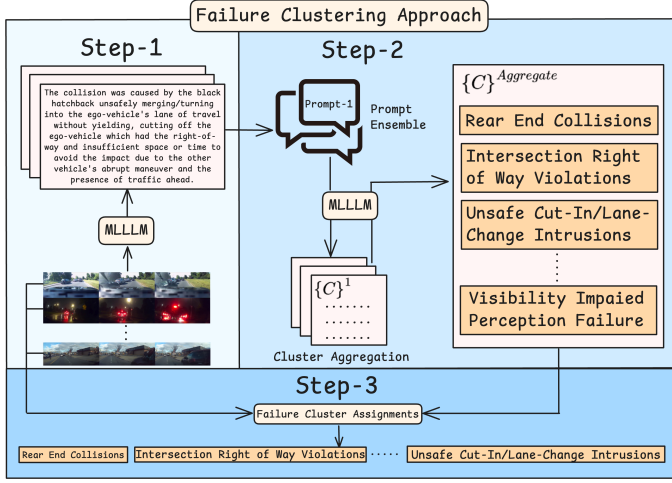 Failure Clustering Approach
Step-1
The collision was caused by the black
hatchback unsafely merging/turning
into the ego-vehicle's lane of travel
without yielding, cutting off the
ego-vehicle which had the right-of-
way and insufficient space or time to
avoid the impact due to the other
vehicle's abrupt maneuver and the
presence of traffic ahead.
MLLLM
Step-2
Prompt-1
Prompt
Ensemble
MLLLM
{C}¹
.......
.......
.......
Cluster Aggregation
{C}^Aggregate
Rear End Collisions
Intersection Right
of Way Violations
Unsafe Cut-In/Lane-
Change Intrusions
Visibility Impaied
Perception Failure
Step-3
Failure Cluster Assignments
Rear End Collisions
Intersection Right of Way Violations
.....
Unsafe Cut-In/Lane-Change Intrusions